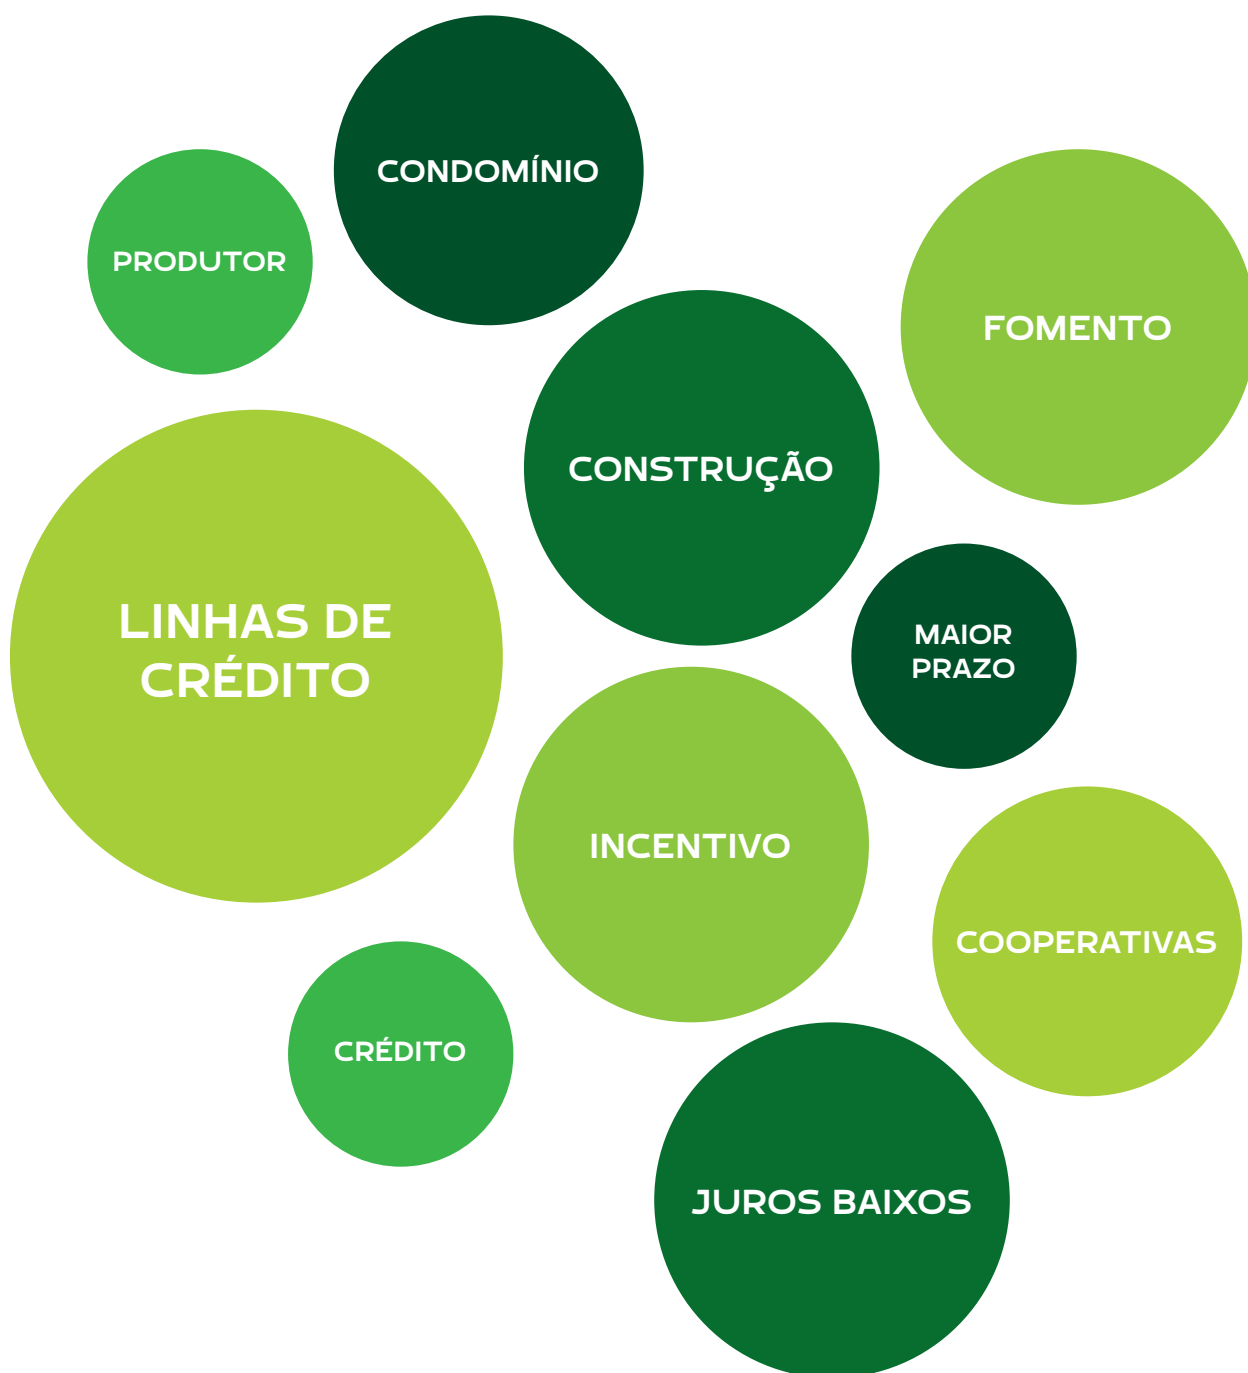 CONDOMÍNIO
PRODUTOR
FOMENTO
CONSTRUÇÃO
LINHAS DE
CRÉDITO
MAIOR
PRAZO
INCENTIVO
COOPERATIVAS
CRÉDITO
JUROS BAIXOS